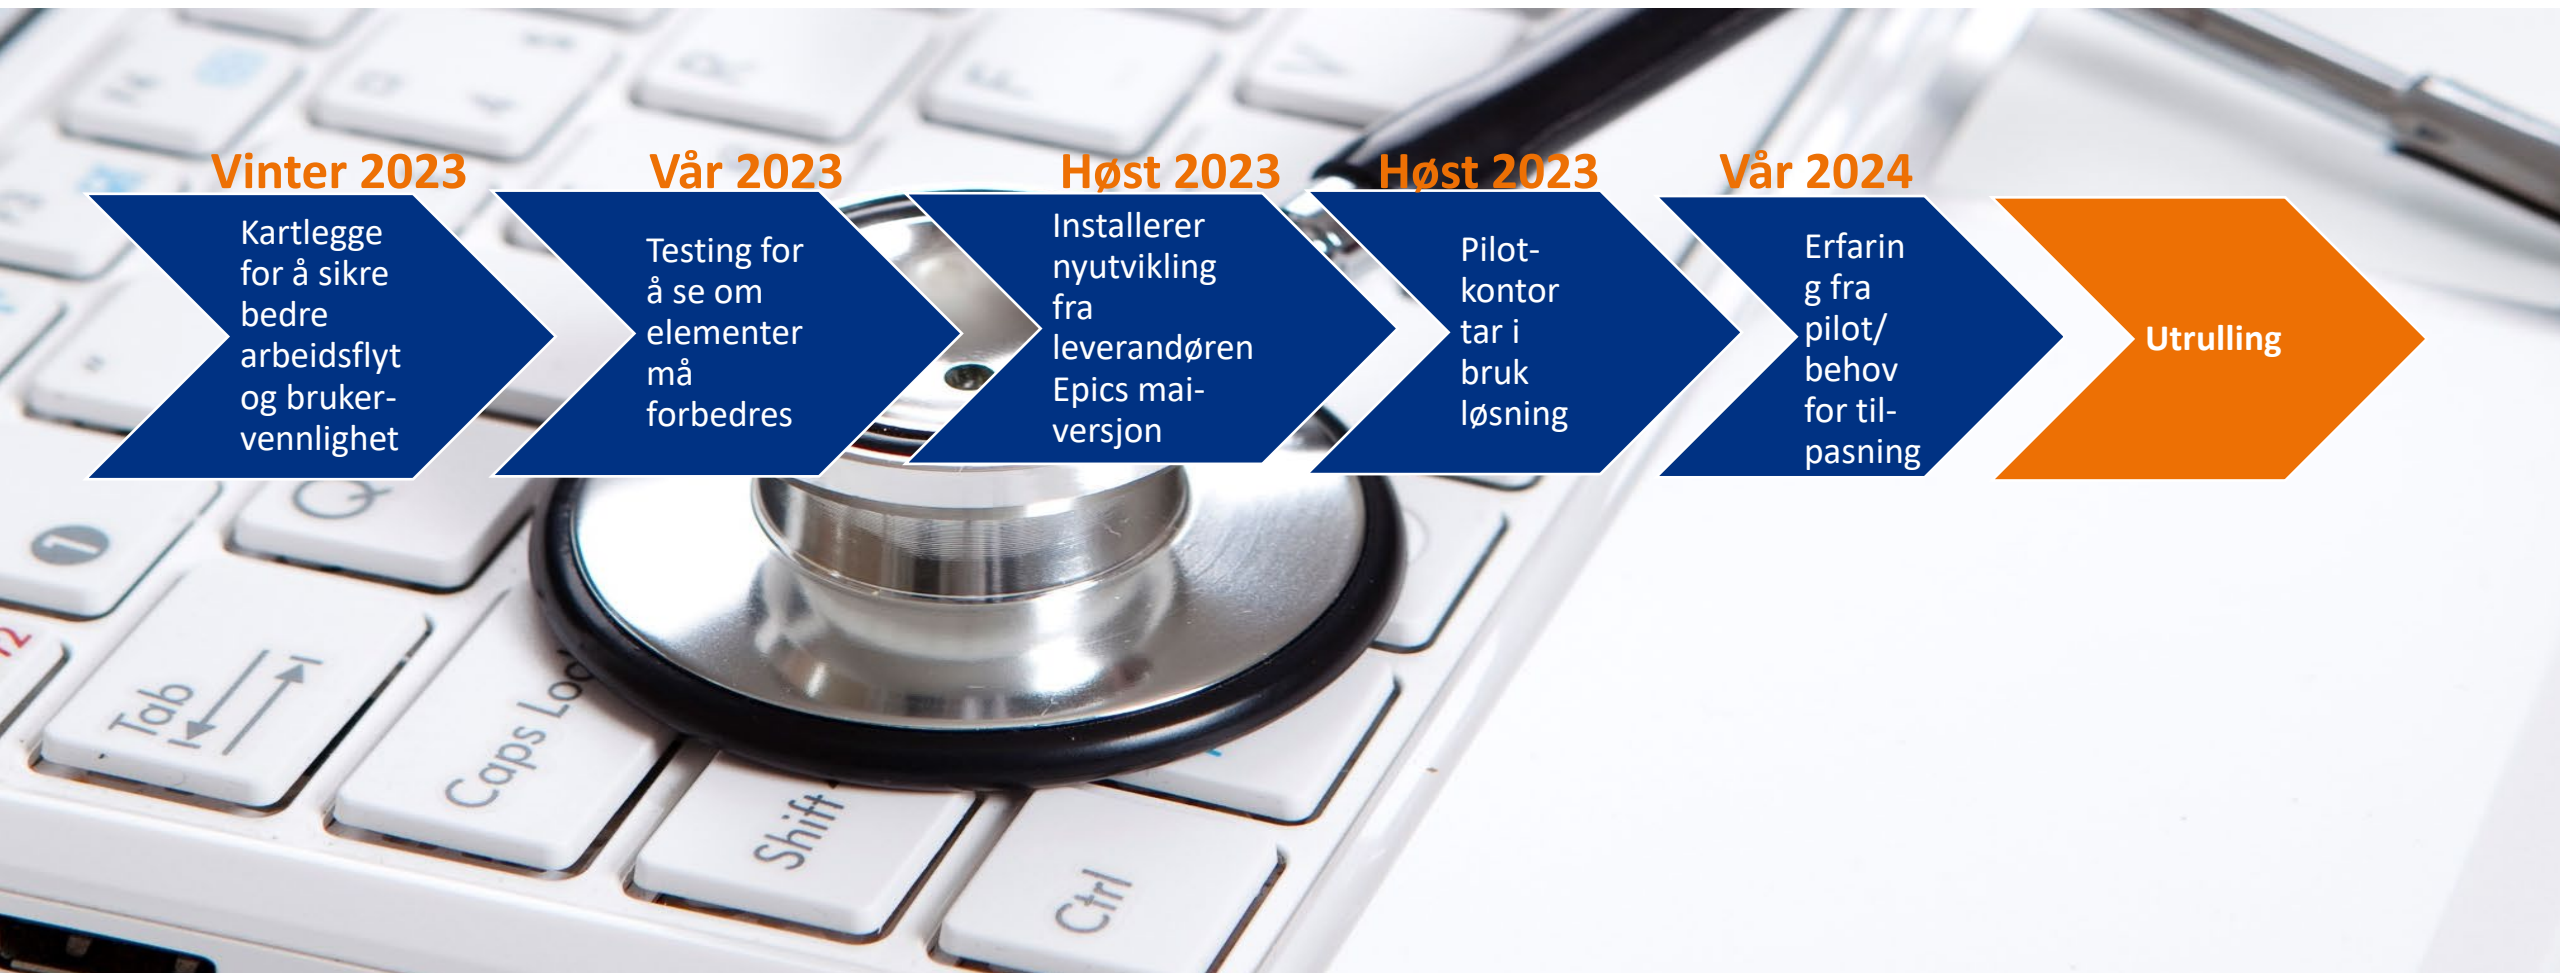 Vinter 2023
Kartlegge
for å sikre
bedre
arbeidsflyt
og bruker-
vennlighet
Vår 2023
Testing for
å se om
elementer
må
forbedres
Høst 2023
Installerer
nyutvikling
fra
leverandøren
Epics mai-
versjon
Høst 2023
Pilot-
kontor
tar i
bruk
løsning
Vår 2024
Erfarin
g fra
pilot/
behov
for til-
pasning
Utrulling
Q
Tab
Caps Loc
Shift
Ctrl